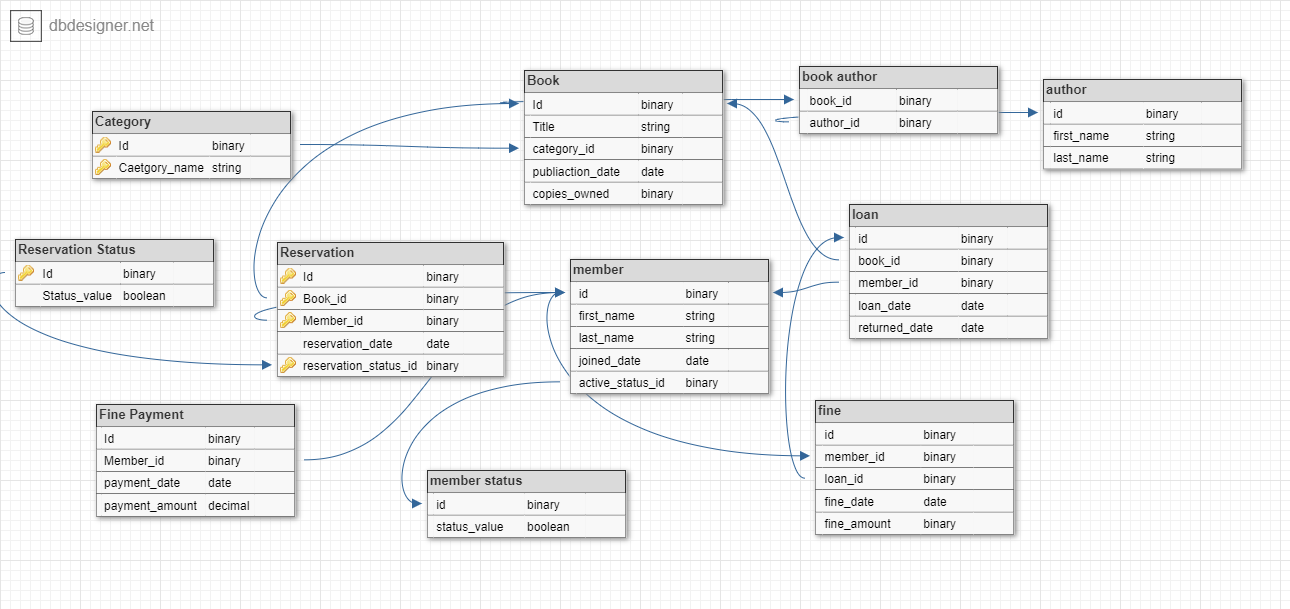 dbdesigner.net
Category
Id binary
Caetgory_name string
Book
Id binary
Title string
category_id binary
publiaction_date date
copies_owned binary
book author
book_id binary
author_id binary
author
id binary
first_name string
last_name string
Reservation Status
Id binary
Status_value boolean
Reservation
Id binary
Book_id binary
Member_id binary
reservation_date date
reservation_status_id binary
member
id binary
first_name string
last_name string
joined_date date
active_status_id binary
loan
id binary
book_id binary
member_id binary
loan_date date
returned_date date
Fine Payment
Id binary
Member_id binary
payment_date date
payment_amount decimal
member status
id binary
status_value boolean
fine
id binary
member_id binary
loan_id binary
fine_date date
fine_amount binary